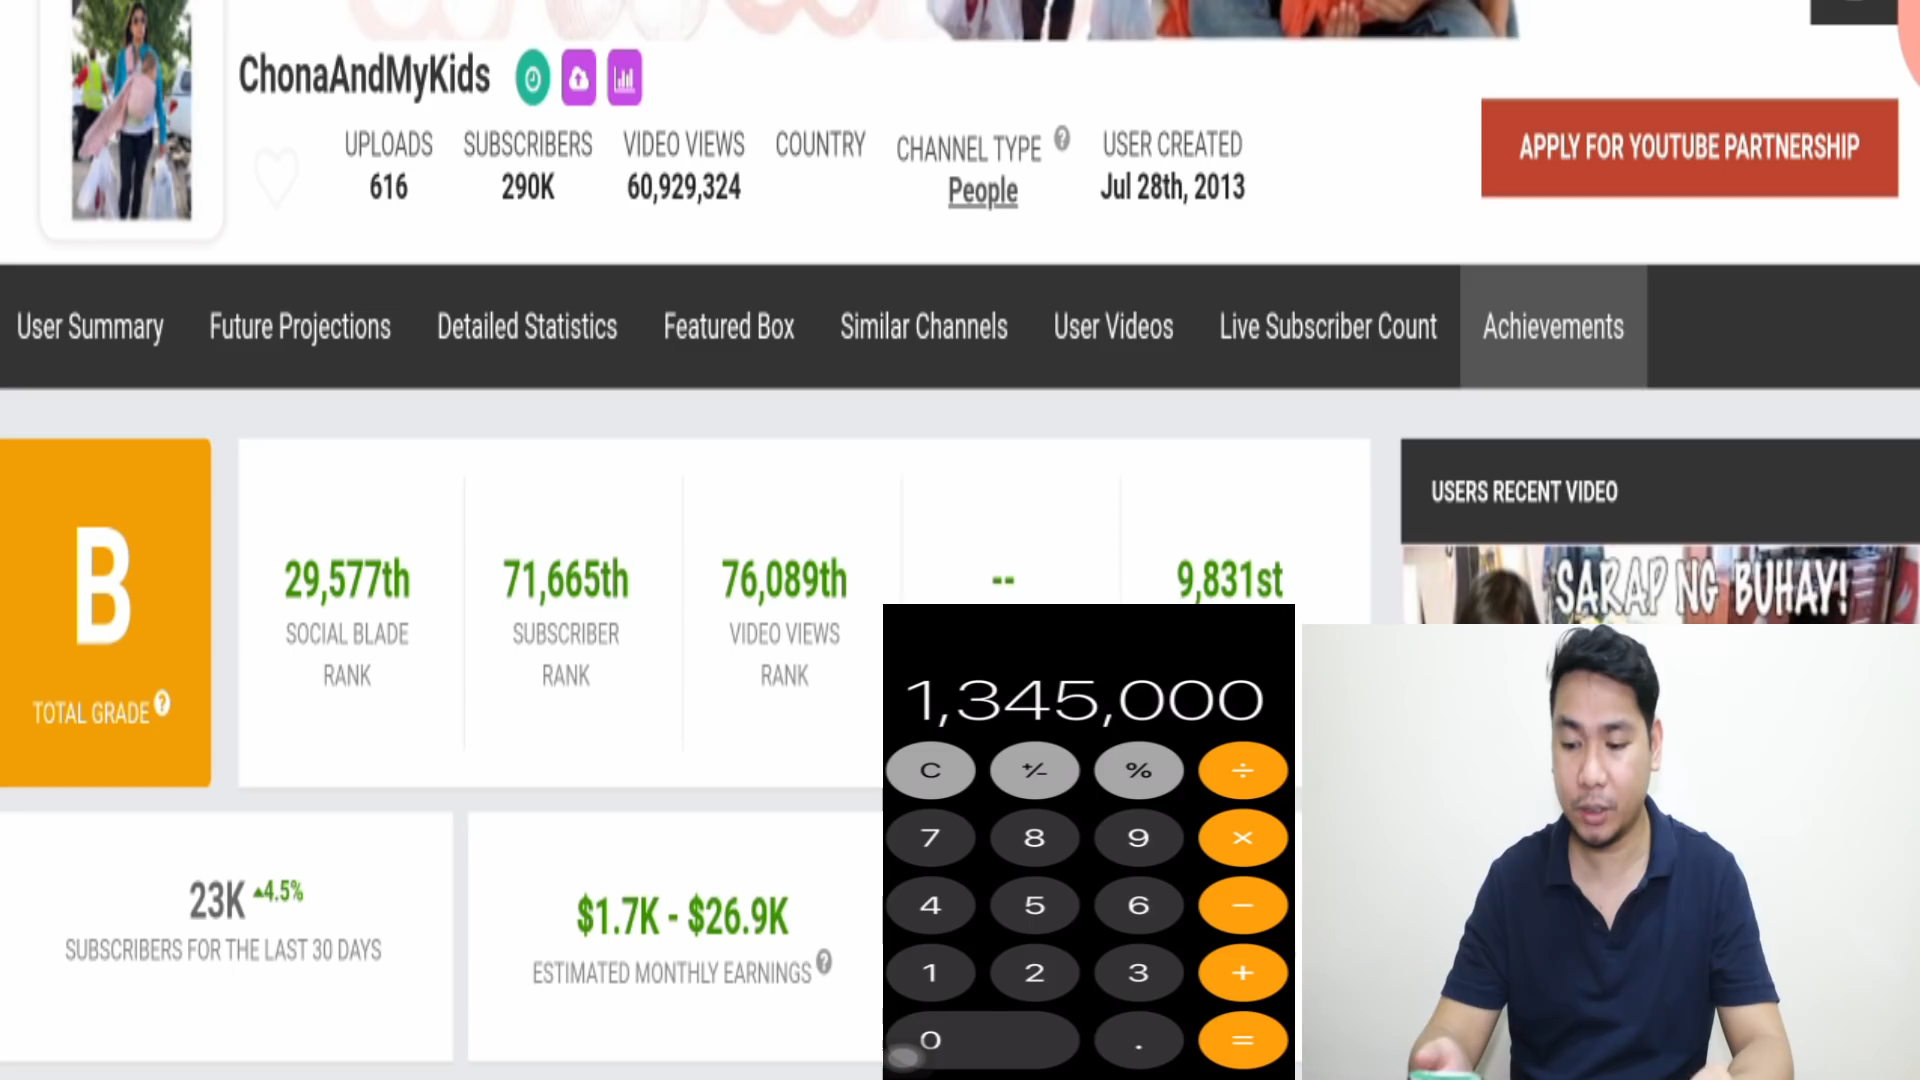 ChonaAndMyKids
UPLOADS SUBSCRIBERS VIDEO VIEWS COUNTRY CHANNEL TYPE ? USER CREATED
616 290K 60,929,324 People Jul 28th, 2013
APPLY FOR YOUTUBE PARTNERSHIP
User Summary Future Projections Detailed Statistics Featured Box Similar Channels User Videos Live Subscriber Count Achievements
B
TOTAL GRADE ?
29,577th
SOCIAL BLADE
RANK
71,665th
SUBSCRIBER
RANK
76,089th
VIDEO VIEWS
RANK
--
9,831st
USERS RECENT VIDEO
SARAP NG BUHAY!
23K 4.5%
SUBSCRIBERS FOR THE LAST 30 DAYS
$1.7K - $26.9K
ESTIMATED MONTHLY EARNINGS ?
1,345,000
C +/- % ÷
7 8 9 ×
4 5 6 −
1 2 3 +
0 . =